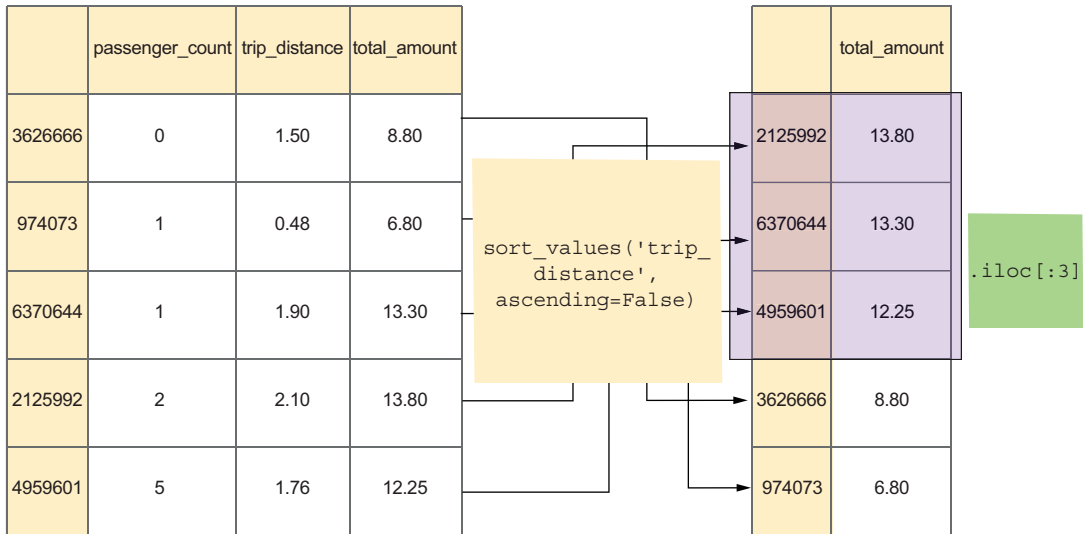 passenger_count trip_distance total_amount
3626666 0 1.50 8.80
974073 1 0.48 6.80
6370644 1 1.90 13.30
2125992 2 2.10 13.80
4959601 5 1.76 12.25
sort_values('trip_
distance',
ascending=False)
total_amount
2125992 13.80
6370644 13.30
4959601 12.25
3626666 8.80
974073 6.80
.iloc[:3]